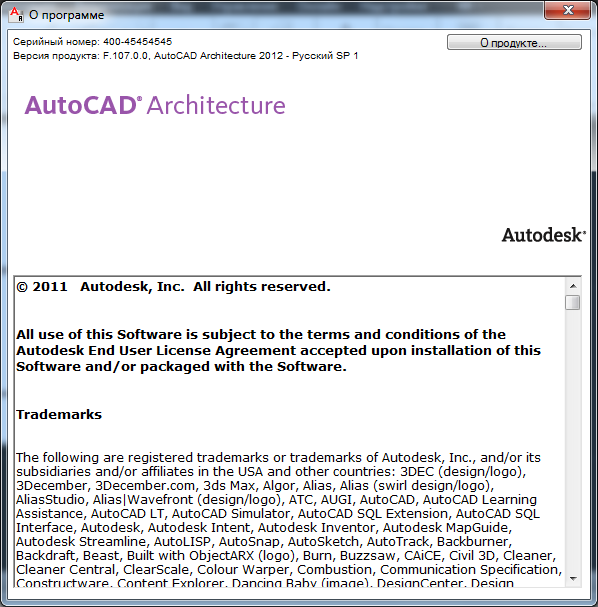 О программе
Серийный номер: 400-45454545
О продукте...
Версия продукта: F.107.0.0, AutoCAD Architecture 2012 - Русский SP 1
AutoCAD® Architecture
Autodesk®
© 2011   Autodesk, Inc.  All rights reserved.
All use of this Software is subject to the terms and conditions of the
Autodesk End User License Agreement accepted upon installation of this
Software and/or packaged with the Software.
Trademarks
The following are registered trademarks or trademarks of Autodesk, Inc., and/or its
subsidiaries and/or affiliates in the USA and other countries: 3DEC (design/logo),
3December, 3December.com, 3ds Max, Algor, Alias, Alias (swirl design/logo),
AliasStudio, Alias|Wavefront (design/logo), ATC, AUGI, AutoCAD, AutoCAD Learning
Assistance, AutoCAD LT, AutoCAD Simulator, AutoCAD SQL Extension, AutoCAD SQL
Interface, Autodesk, Autodesk Intent, Autodesk Inventor, Autodesk MapGuide,
Autodesk Streamline, AutoLISP, AutoSnap, AutoSketch, AutoTrack, Backburner,
Backdraft, Beast, Built with ObjectARX (logo), Burn, Buzzsaw, CAiCE, Civil 3D, Cleaner,
Cleaner Central, ClearScale, Colour Warper, Combustion, Communication Specification,
Constructware, Content Explorer, Dancing Baby (image), DesignCenter, Design